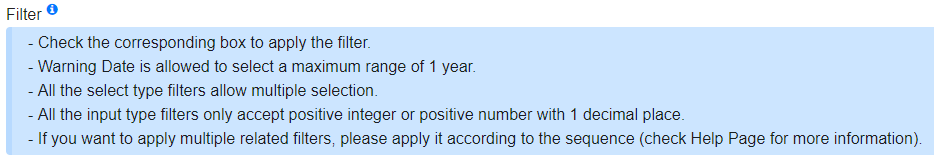 Filter
- Check the corresponding box to apply the filter.
- Warning Date is allowed to select a maximum range of 1 year.
- All the select type filters allow multiple selection.
- All the input type filters only accept positive integer or positive number with 1 decimal place.
- If you want to apply multiple related filters, please apply it according to the sequence (check Help Page for more information).